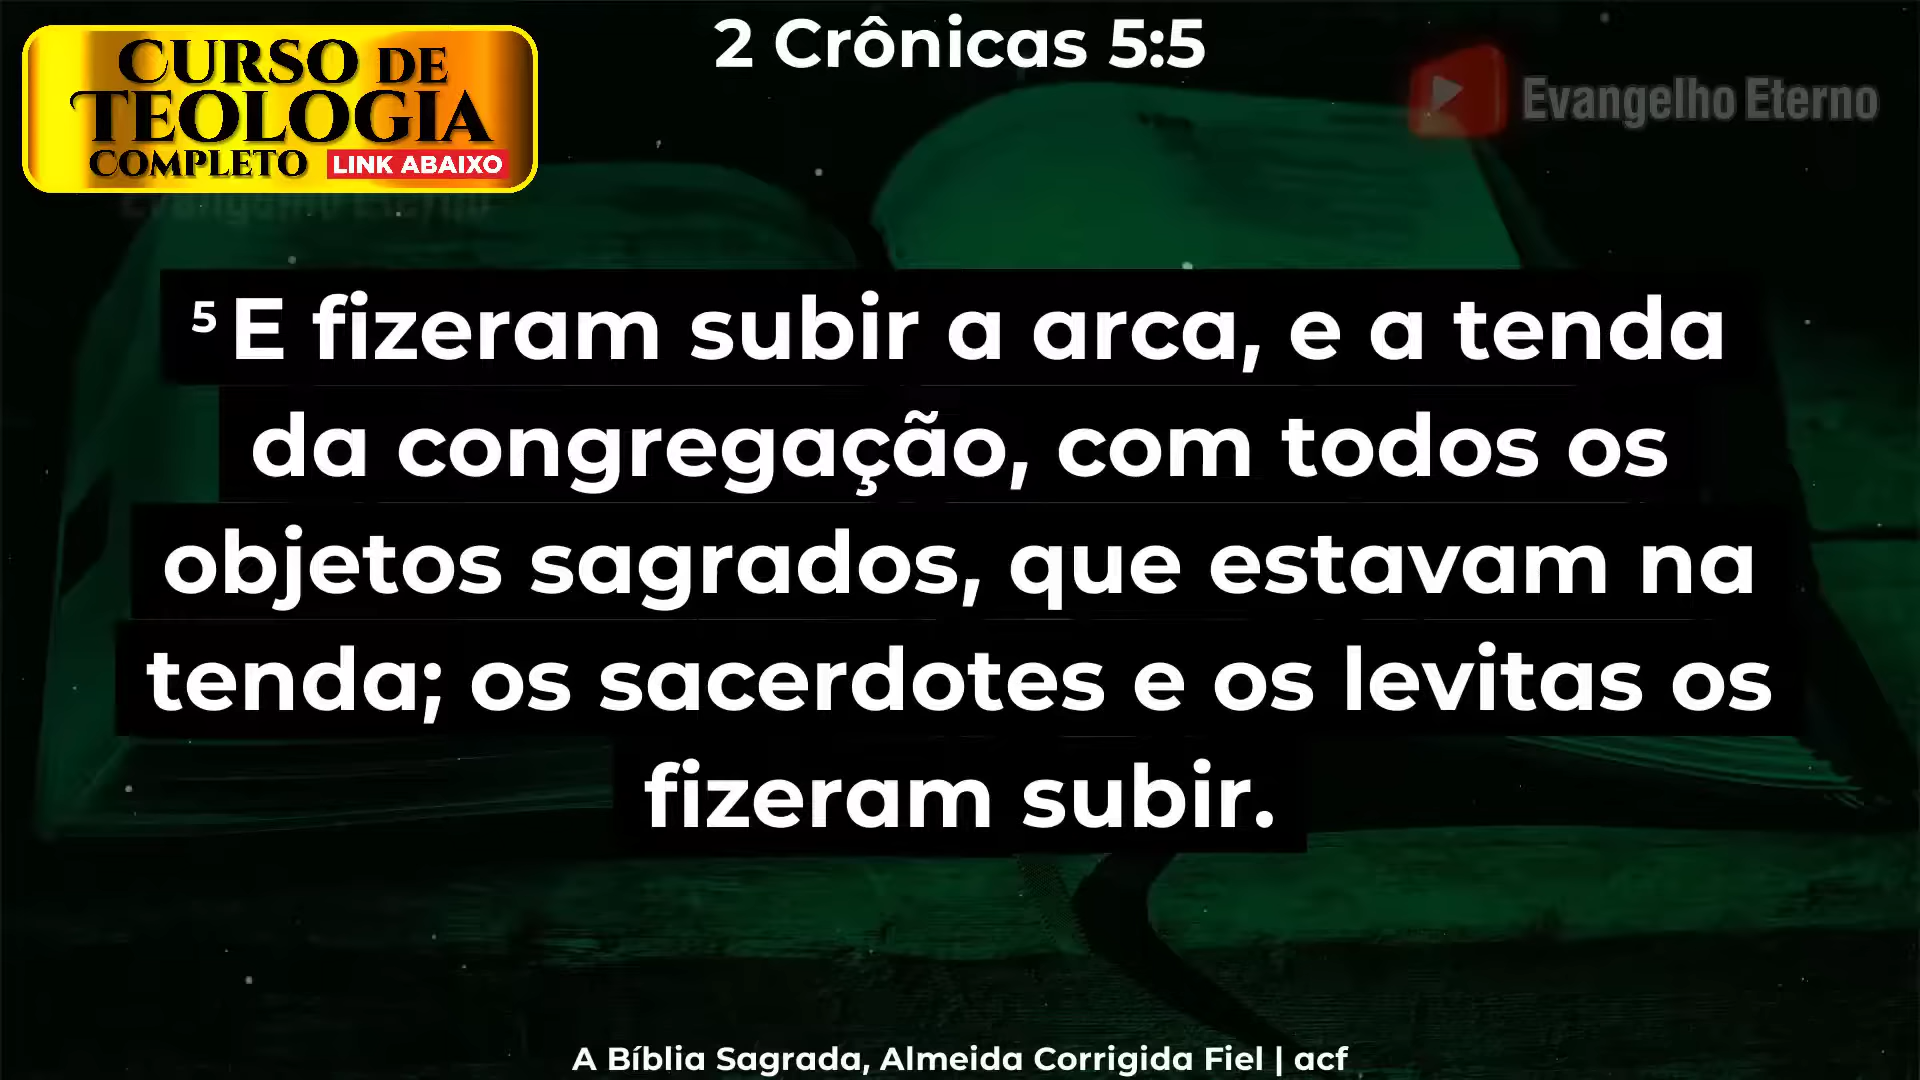 2 Crônicas 5:5
CURSO DE
TEOLOGIA
COMPLETO LINK ABAIXO
Evangelho Eterno
Evangelho Eterno
5 E fizeram subir a arca, e a tenda
da congregação, com todos os
objetos sagrados, que estavam na
tenda; os sacerdotes e os levitas os
fizeram subir.
A Bíblia Sagrada, Almeida Corrigida Fiel | acf